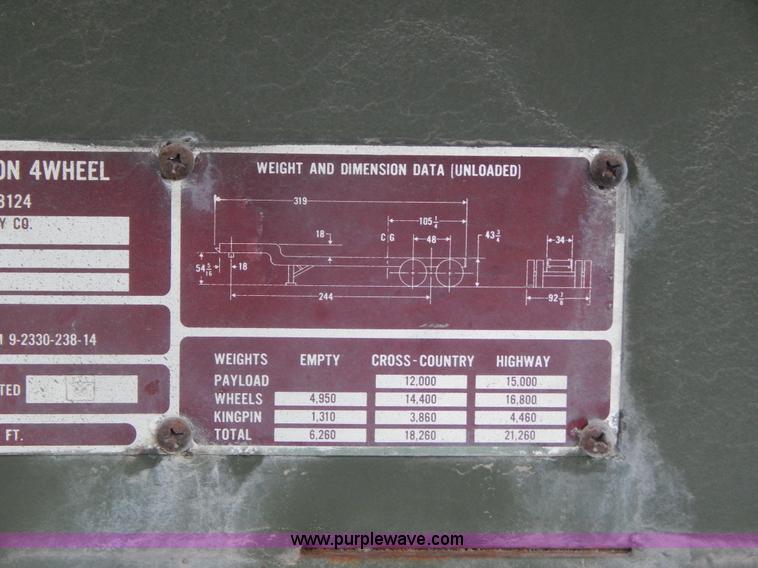 ON 4WHEEL
3124
Y CO.
9-2330-238-14
TED
FT.
WEIGHT AND DIMENSION DATA (UNLOADED)
319
105 1/4
18
C G
48
43 3/4
34
54 5/16
18
244
92 7/8
WEIGHTS EMPTY CROSS-COUNTRY HIGHWAY
PAYLOAD 12,000 15,000
WHEELS 4,950 14,400 16,800
KINGPIN 1,310 3,860 4,460
TOTAL 6,260 18,260 21,260
www.purplewave.com